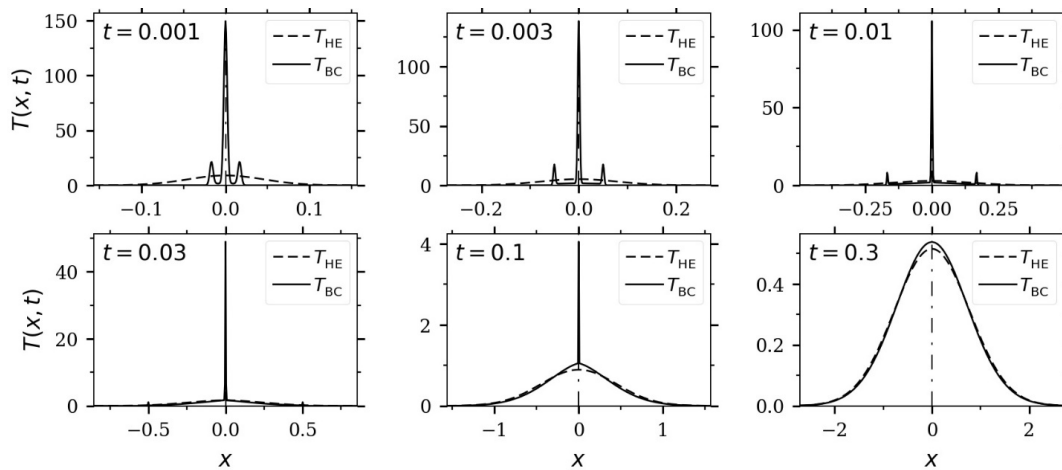 t = 0.001
T_HE
T_BC
T(x, t)
150
100
50
0
−0.1
0.0
0.1
t = 0.003
T_HE
T_BC
100
50
0
−0.2
0.0
0.2
t = 0.01
T_HE
T_BC
100
50
0
−0.25
0.00
0.25
t = 0.03
T_HE
T_BC
T(x, t)
40
20
0
−0.5
0.0
0.5
x
t = 0.1
T_HE
T_BC
4
2
0
−1
0
1
x
t = 0.3
T_HE
T_BC
0.4
0.2
0.0
−2
0
2
x